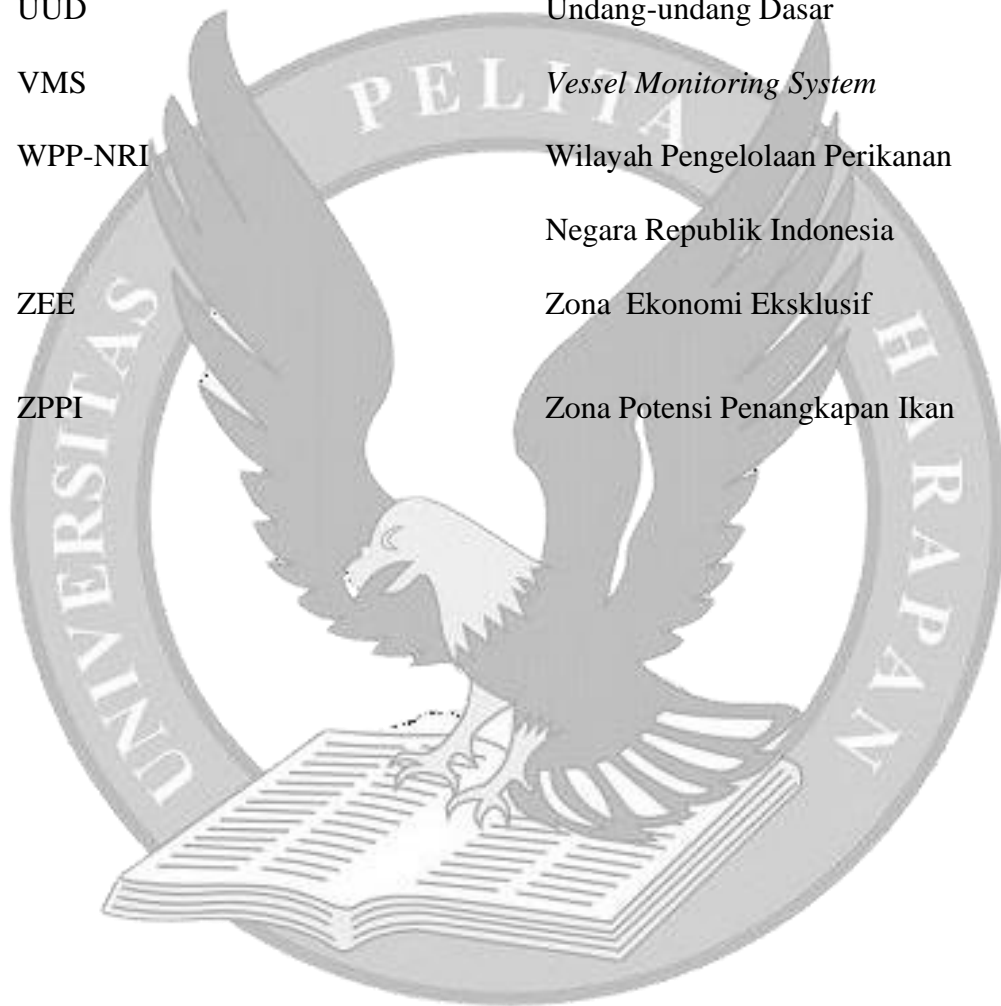 UUD Undang-undang Dasar
VMS Vessel Monitoring System
WPP-NRI Wilayah Pengelolaan Perikanan
Negara Republik Indonesia
ZEE Zona Ekonomi Eksklusif
ZPPI Zona Potensi Penangkapan Ikan
UNIVERSITAS PELITA HARAPAN